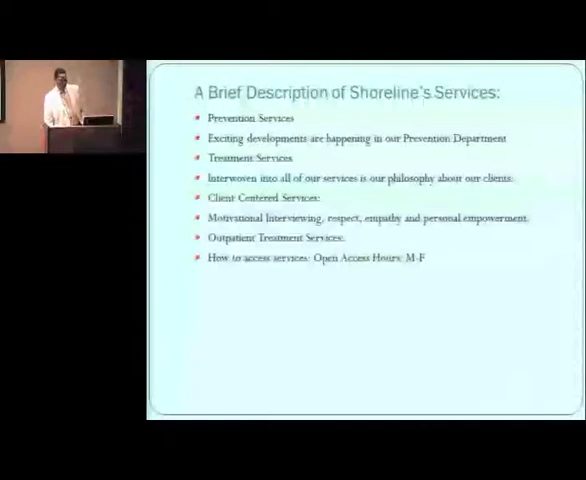 A Brief Description of Shoreline's Services:
Prevention Services
Exciting developments are happening in our Prevention Department
Treatment Services
Interwoven into all of our services is our philosophy about our clients:
Client Centered Services:
Motivational Interviewing, respect, empathy and personal empowerment.
Outpatient Treatment Services:
How to access services: Open Access Hours: M-F